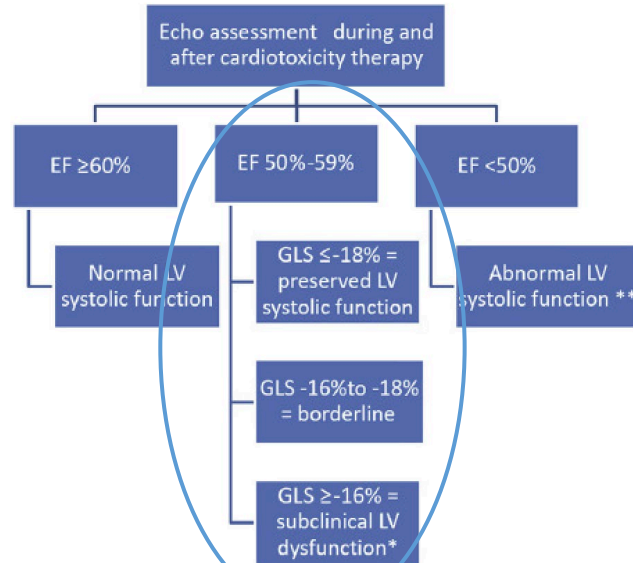 Echo assessment during and
after cardiotoxicity therapy
EF ≥60%
Normal LV
systolic function
EF 50%-59%
GLS ≤-18% =
preserved LV
systolic function
GLS -16%to -18%
= borderline
GLS ≥-16% =
subclinical LV
dysfunction*
EF <50%
Abnormal LV
systolic function **